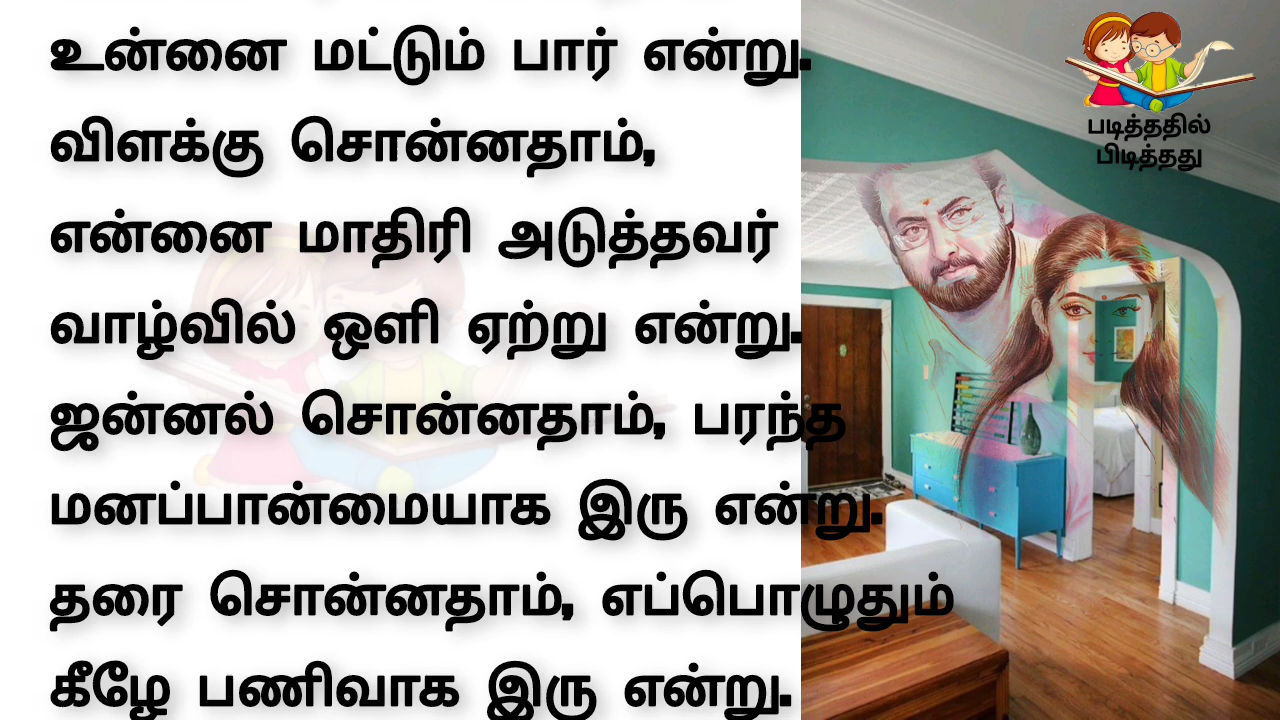 உன்னை மட்டும் பார் என்று.
விளக்கு சொன்னதாம்,
என்னை மாதிரி அடுத்தவர்
வாழ்வில் ஒளி ஏற்று என்று.
ஜன்னல் சொன்னதாம், பரந்த
மனப்பான்மையாக இரு என்று.
தரை சொன்னதாம், எப்பொழுதும்
கீழே பணிவாக இரு என்று.
படித்ததில்
பிடித்தது